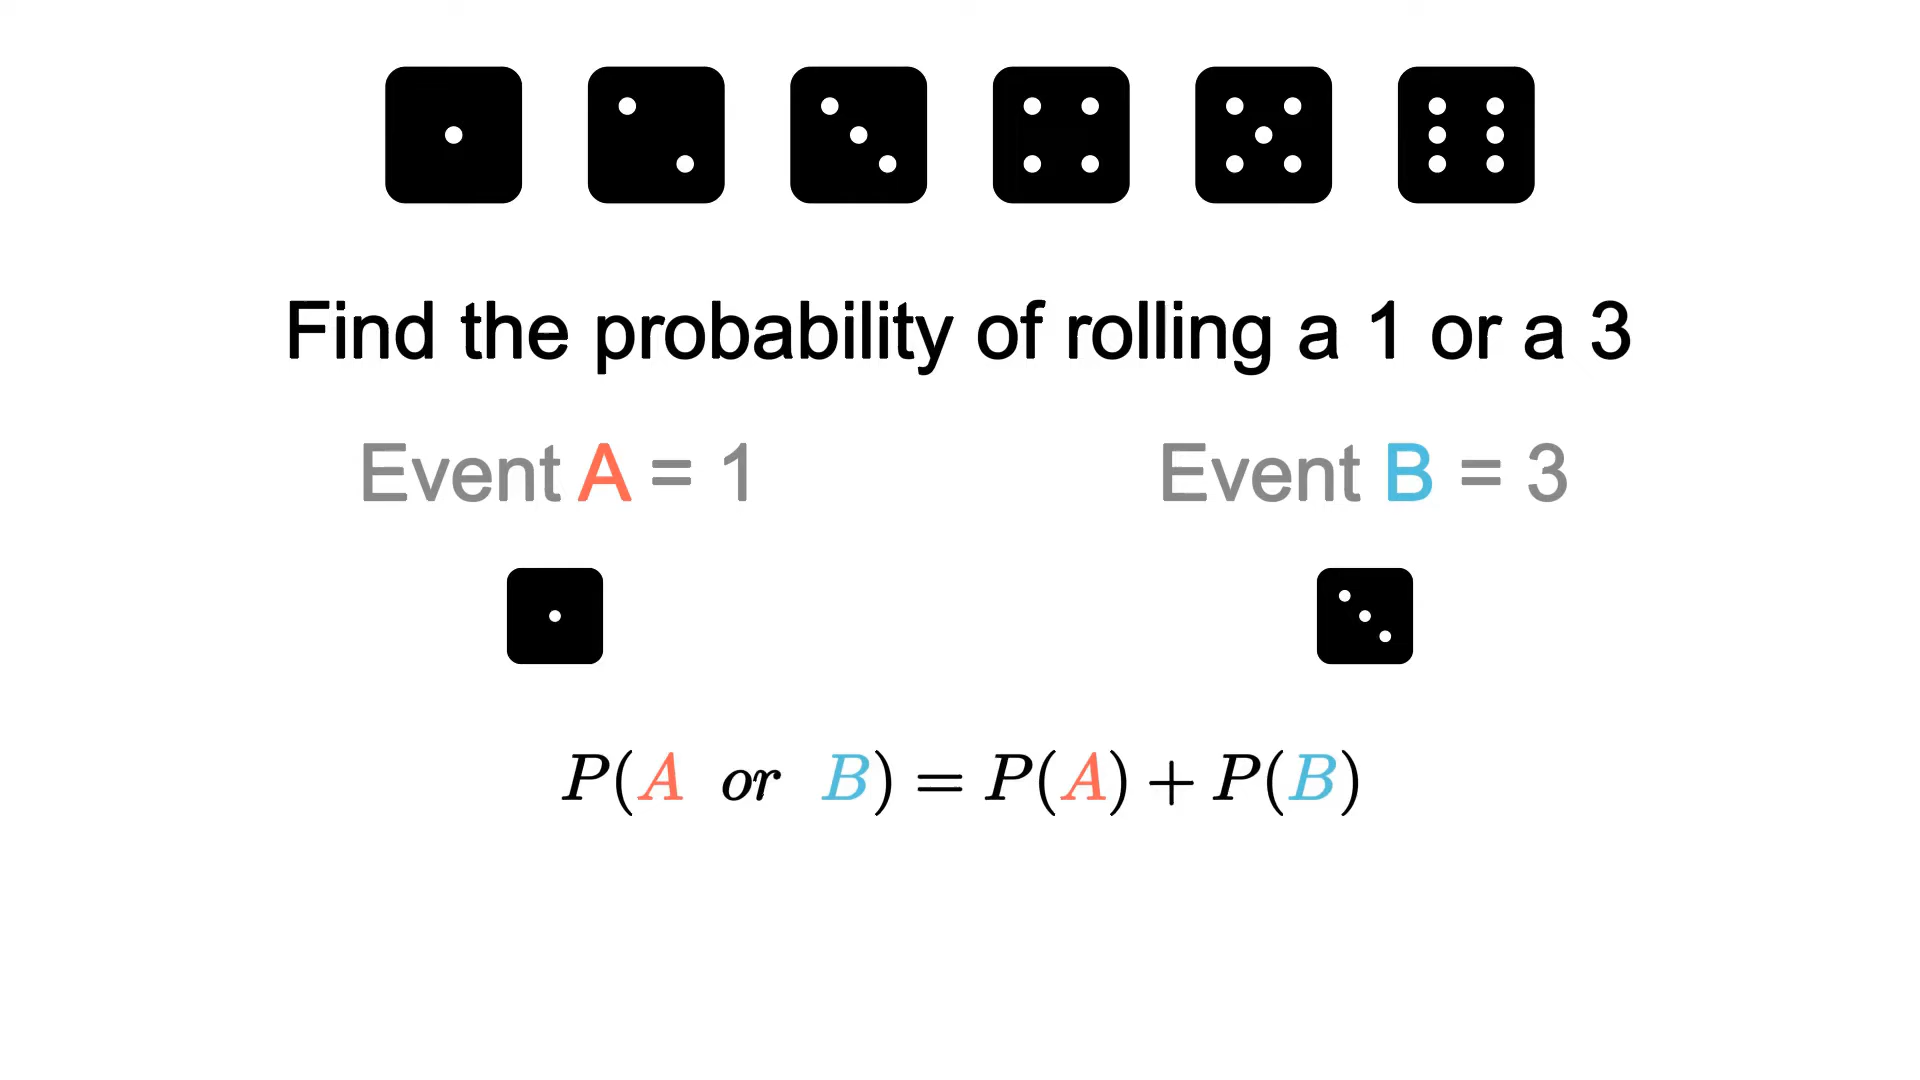 Find the probability of rolling a 1 or a 3
Event A = 1
Event B = 3
P(A or B) = P(A) + P(B)